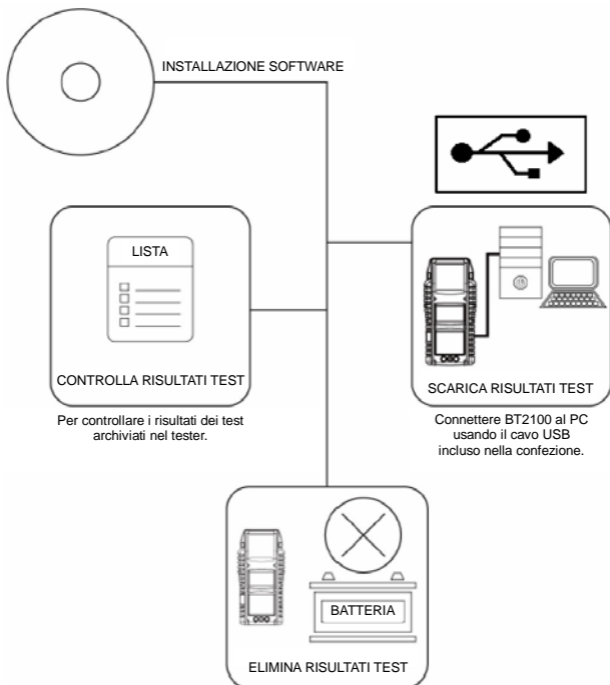 INSTALLAZIONE SOFTWARE
LISTA
CONTROLLA RISULTATI TEST
Per controllare i risultati dei test
archiviati nel tester.
SCARICA RISULTATI TEST
Connettere BT2100 al PC
usando il cavo USB
incluso nella confezione.
BATTERIA
ELIMINA RISULTATI TEST